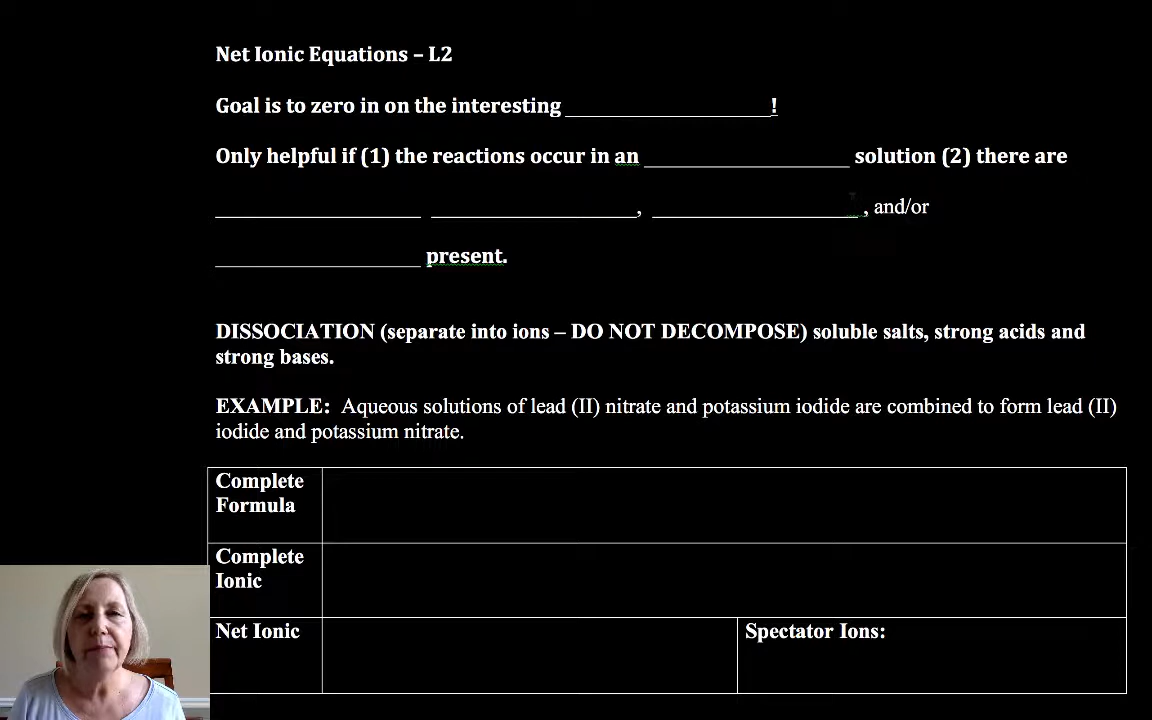 Net Ionic Equations – L2
Goal is to zero in on the interesting ____________________!
Only helpful if (1) the reactions occur in an ____________________ solution (2) there are
____________________ ____________________, ____________________, and/or
____________________ present.
DISSOCIATION (separate into ions – DO NOT DECOMPOSE) soluble salts, strong acids and
strong bases.
EXAMPLE: Aqueous solutions of lead (II) nitrate and potassium iodide are combined to form lead (II)
iodide and potassium nitrate.
Complete
Formula
Complete
Ionic
Net Ionic
Spectator Ions: